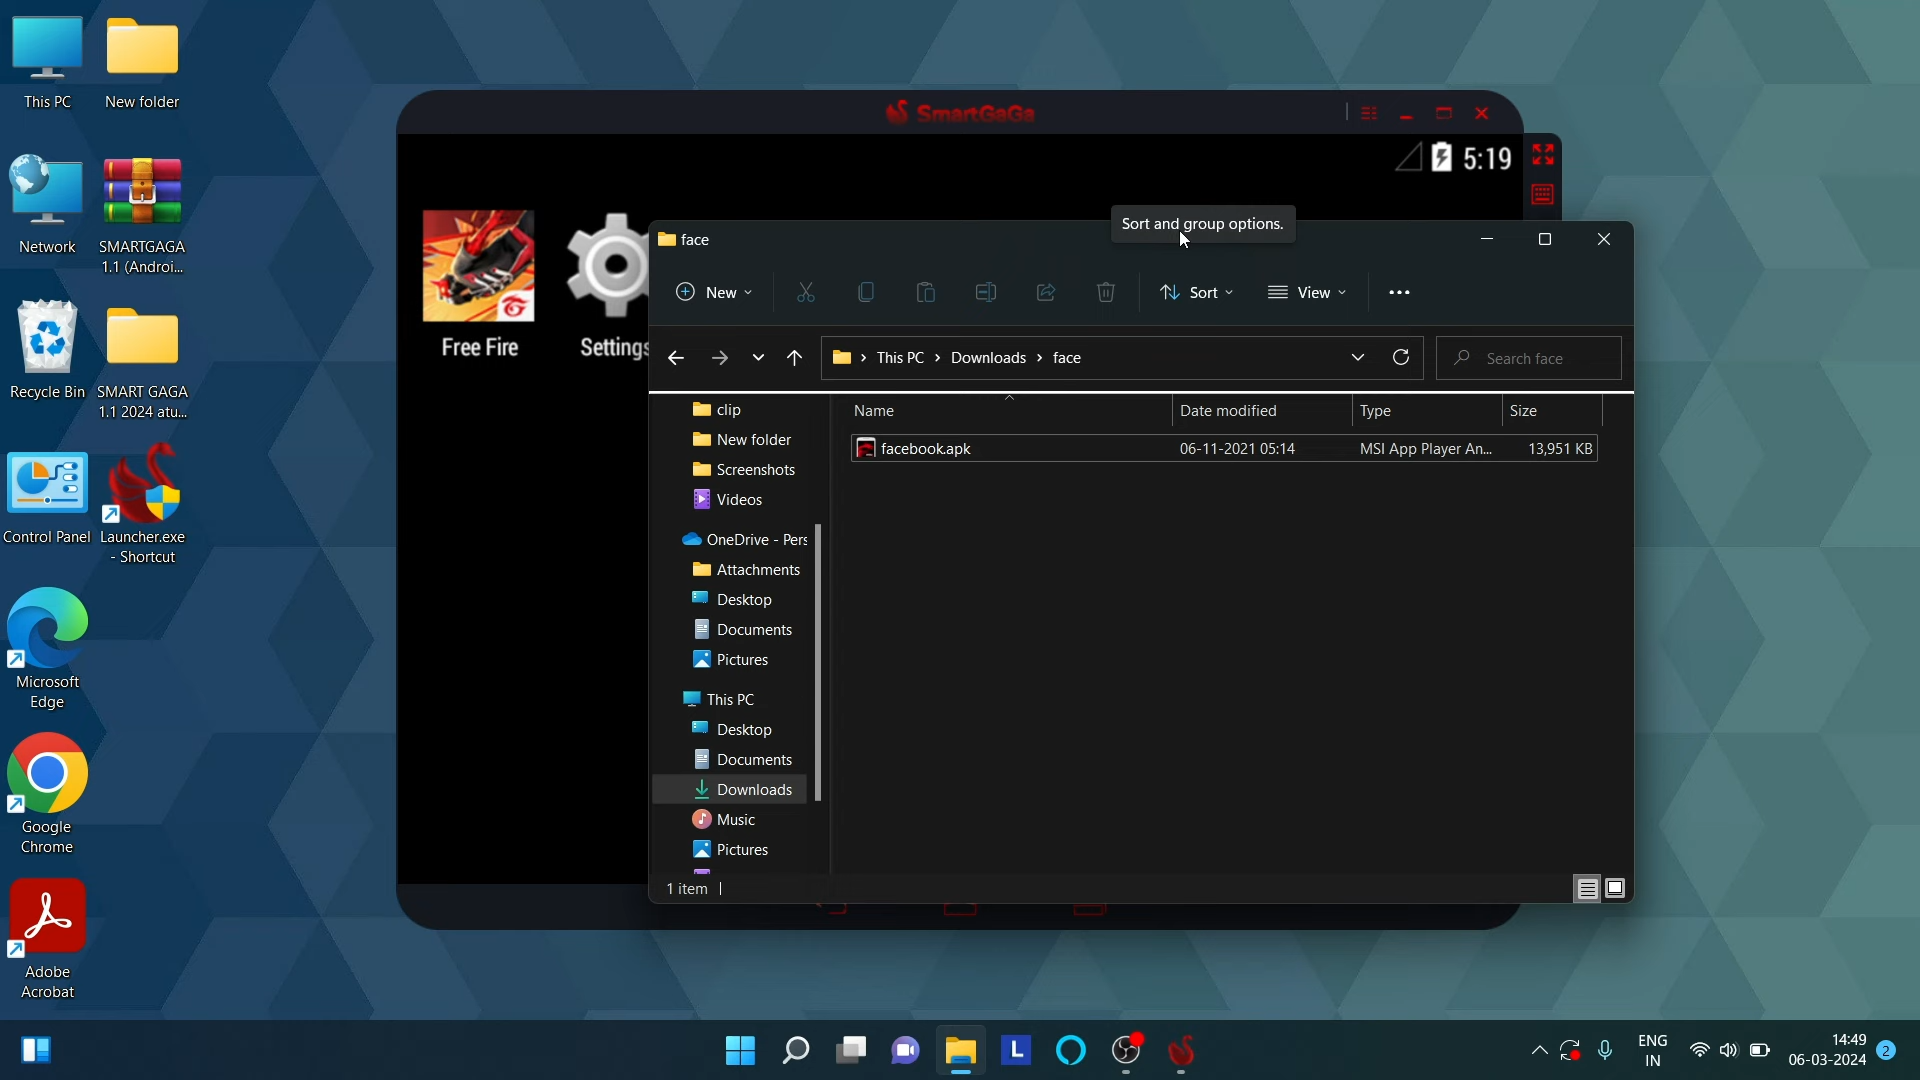 This PC
New folder
Network
SMARTGAGA
1.1 (Androi...
Recycle Bin
SMART GAGA
1.1 2024 atu...
Control Panel
Launcher.exe
- Shortcut
Microsoft
Edge
Google
Chrome
Adobe
Acrobat
SmartGaGa
5:19
Free Fire
Settings
Sort and group options.
face
New
Sort
View
This PC
Downloads
face
Search face
clip
New folder
Screenshots
Videos
OneDrive - Pers
Attachments
Desktop
Documents
Pictures
This PC
Desktop
Documents
Downloads
Music
Pictures
Name Date modified Type Size
facebook.apk 06-11-2021 05:14 MSI App Player An... 13,951 KB
1 item
L
ENG
IN
14:49
06-03-2024
2